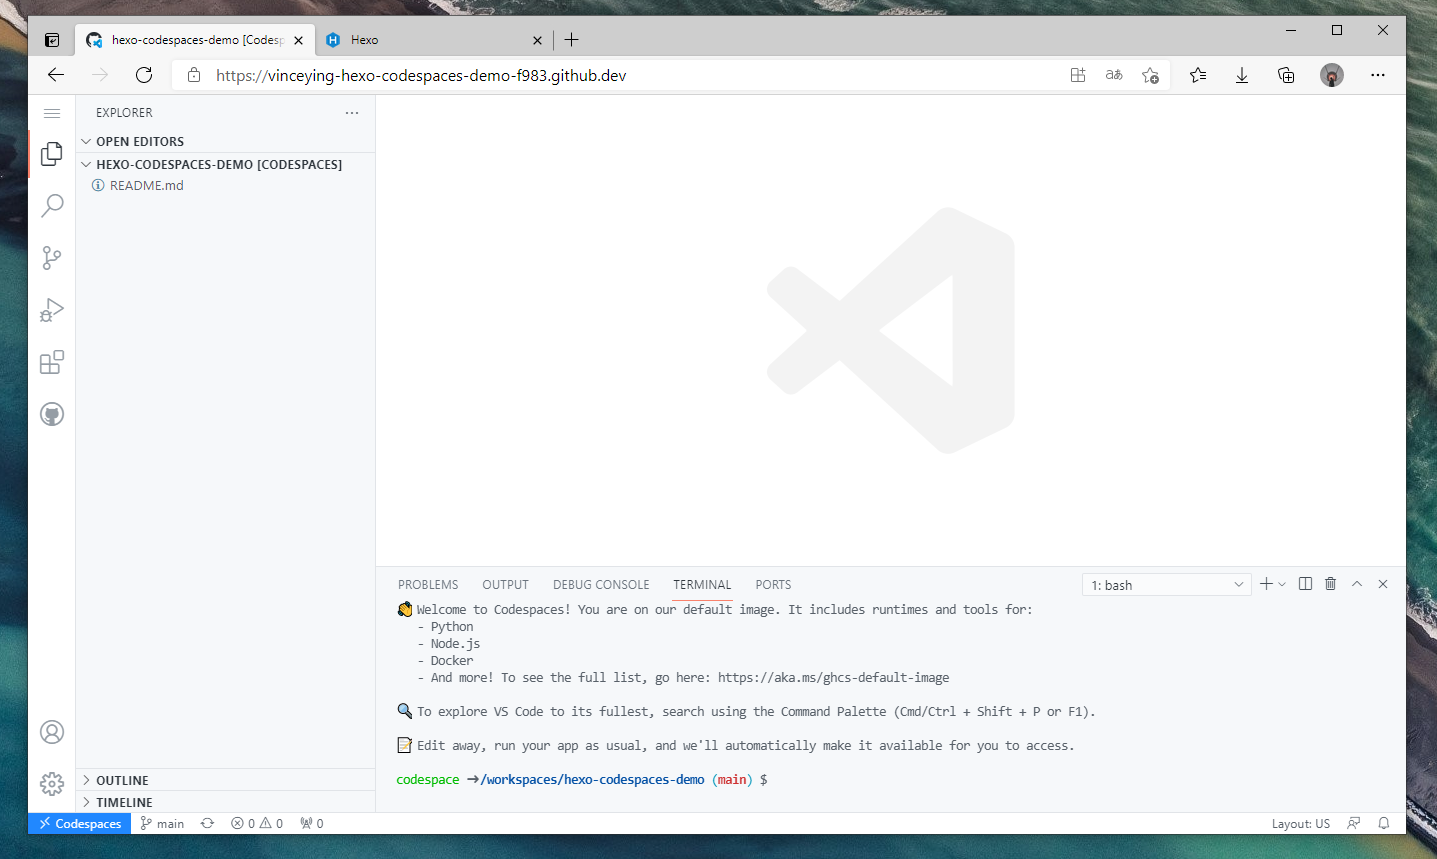 hexo-codespaces-demo [Codesp
Hexo
https://vinceying-hexo-codespaces-demo-f983.github.dev
aあ
EXPLORER
OPEN EDITORS
HEXO-CODESPACES-DEMO [CODESPACES]
README.md
OUTLINE
TIMELINE
PROBLEMS OUTPUT DEBUG CONSOLE TERMINAL PORTS
1: bash
👋 Welcome to Codespaces! You are on our default image. It includes runtimes and tools for:
- Python
- Node.js
- Docker
- And more! To see the full list, go here: https://aka.ms/ghcs-default-image
🔍 To explore VS Code to its fullest, search using the Command Palette (Cmd/Ctrl + Shift + P or F1).
📝 Edit away, run your app as usual, and we'll automatically make it available for you to access.
codespace ➜/workspaces/hexo-codespaces-demo (main) $
Codespaces main 0 0 0 Layout: US